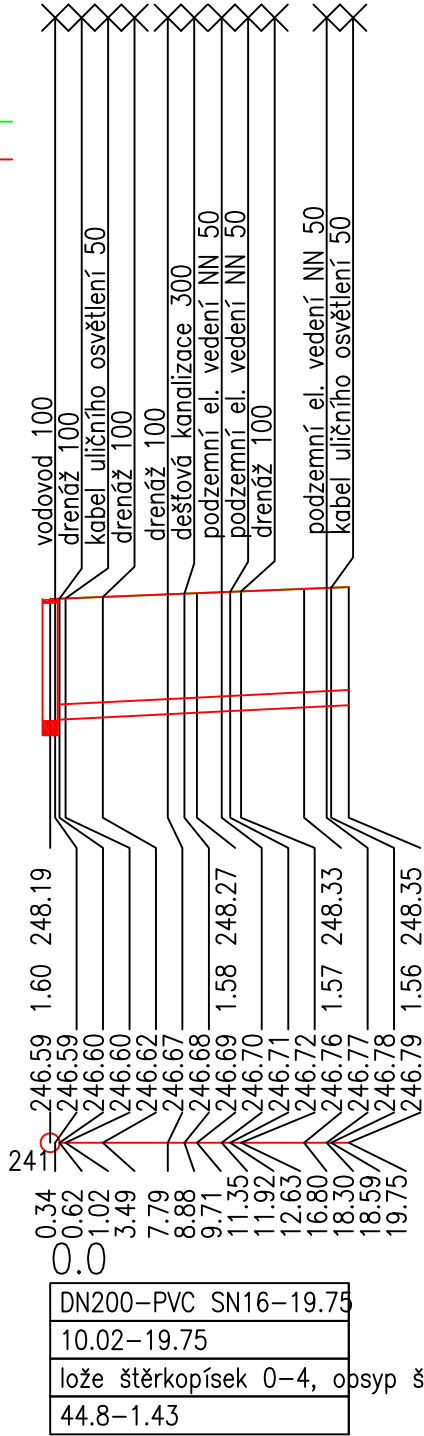 vodovod 100
drenáž 100
kabel uličního osvětlení 50
drenáž 100
drenáž 100
dešťová kanalizace 300
podzemní el. vedení NN 50
podzemní el. vedení NN 50
drenáž 100
podzemní el. vedení NN 50
kabel uličního osvětlení 50
1.60 248.19
1.58 248.27
1.57 248.33
1.56 248.35
246.59
246.59
246.60
246.60
246.62
246.67
246.68
246.69
246.70
246.71
246.72
246.76
246.77
246.78
246.79
241
0.34
0.62
1.02
3.49
7.79
8.88
9.71
11.35
11.92
12.63
16.80
18.30
18.59
19.75
0.0
DN200-PVC SN16-19.75
10.02-19.75
lože štěrkopísek 0-4, obsyp š
44.8-1.43